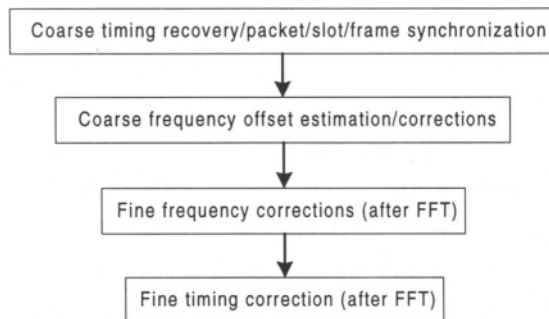 Coarse timing recovery/packet/slot/frame synchronization
Coarse frequency offset estimation/corrections
Fine frequency corrections (after FFT)
Fine timing correction (after FFT)